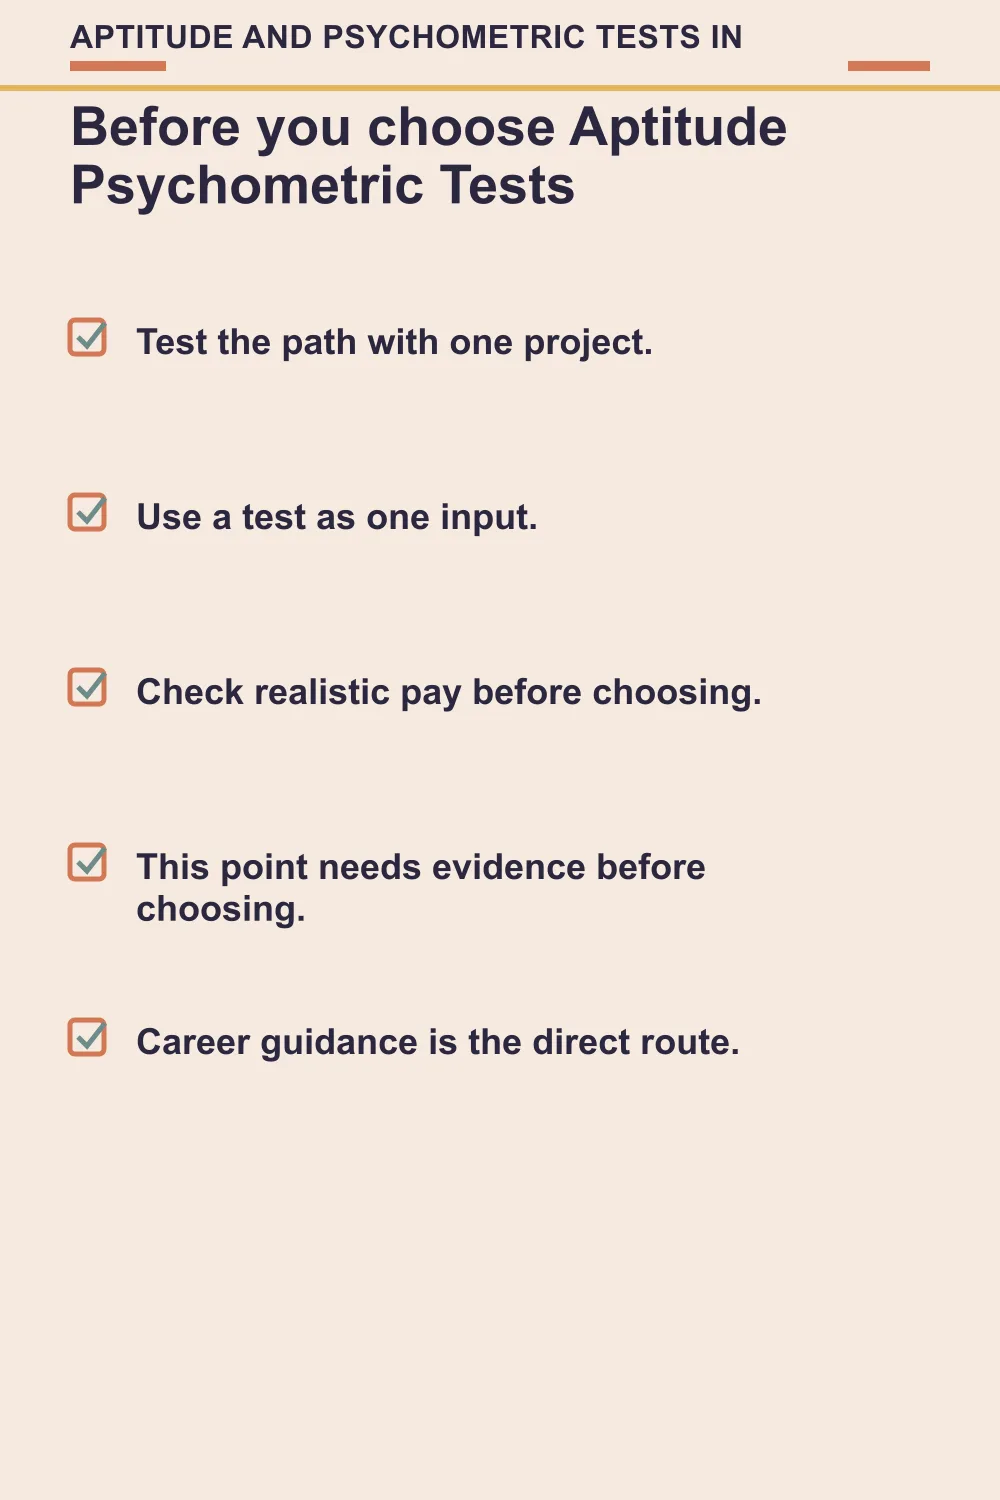 APTITUDE AND PSYCHOMETRIC TESTS IN
Before you choose Aptitude
Psychometric Tests
Test the path with one project.
Use a test as one input.
Check realistic pay before choosing.
This point needs evidence before
choosing.
Career guidance is the direct route.